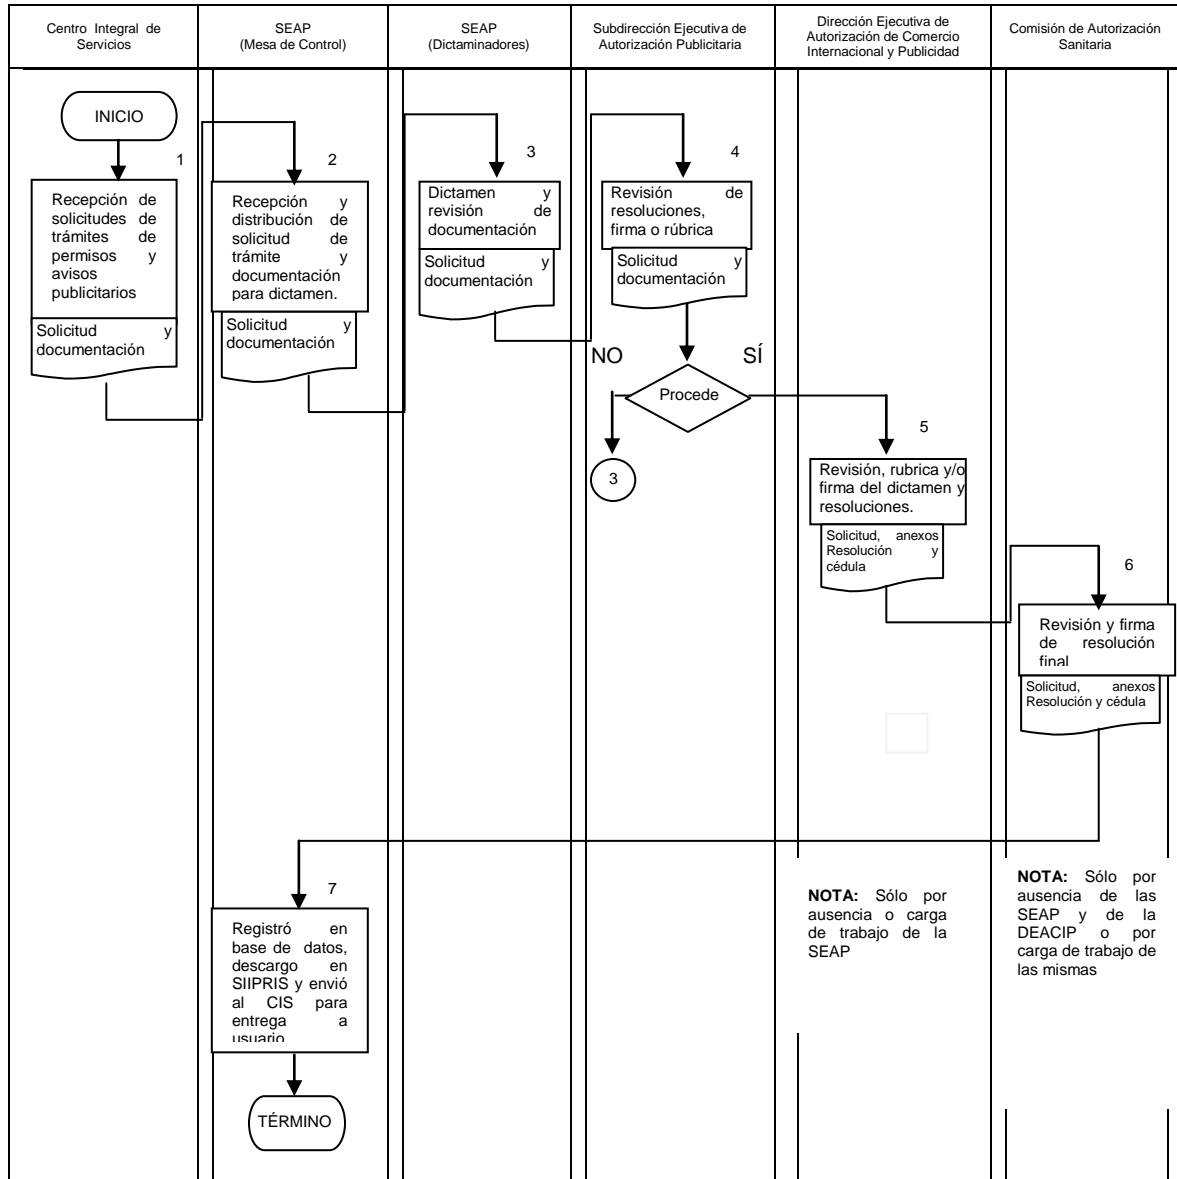 Centro Integral de
Servicios
SEAP
(Mesa de Control)
SEAP
(Dictaminadores)
Subdirección Ejecutiva de
Autorización Publicitaria
Dirección Ejecutiva de
Autorización de Comercio
Internacional y Publicidad
Comisión de Autorización
Sanitaria
INICIO
1
Recepción de
solicitudes de
trámites de
permisos y
avisos
publicitarios
Solicitud y
documentación
2
Recepción y
distribución de
solicitud de
trámite y
documentación
para dictamen.
Solicitud y
documentación
3
Dictamen y
revisión de
documentación
Solicitud y
documentación
4
Revisión de
resoluciones,
firma o rúbrica
Solicitud y
documentación
NO
SÍ
Procede
3
5
Revisión, rubrica y/o
firma del dictamen y
resoluciones.
Solicitud, anexos
Resolución y
cédula
6
Revisión y firma
de resolución
final
Solicitud, anexos
Resolución y cédula
7
Registró en
base de datos,
descargo en
SIIPRIS y envió
al CIS para
entrega a
usuario
TÉRMINO
NOTA: Sólo por
ausencia o carga
de trabajo de la
SEAP
NOTA: Sólo por
ausencia de las
SEAP y de la
DEACIP o por
carga de trabajo de
las mismas